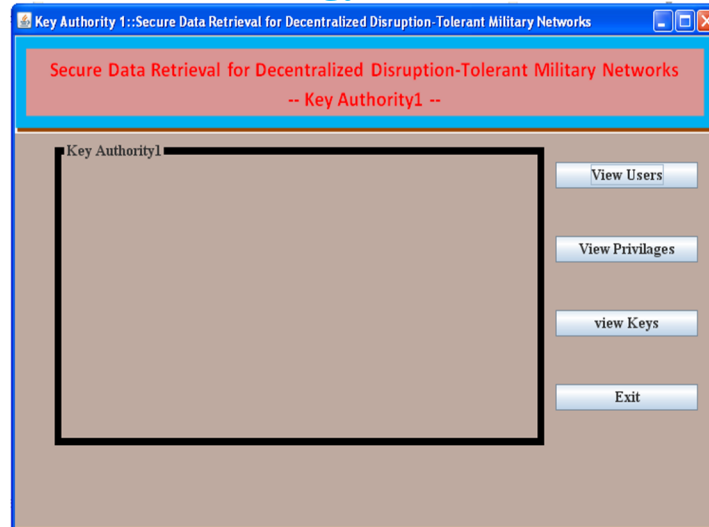 Key Authority 1::Secure Data Retrieval for Decentralized Disruption-Tolerant Military Networks
Secure Data Retrieval for Decentralized Disruption-Tolerant Military Networks
-- Key Authority1 --
Key Authority1
View Users
View Privilages
view Keys
Exit